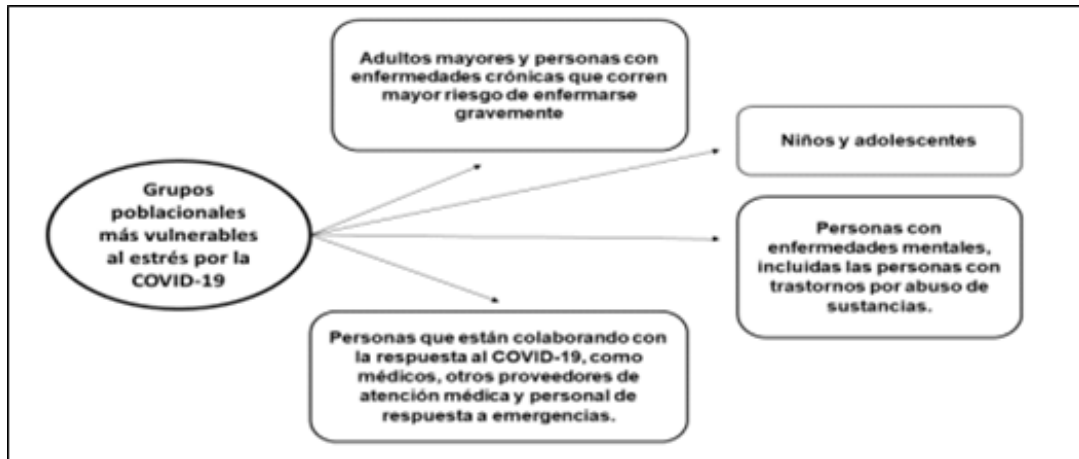 Grupos
poblacionales
más vulnerables
al estrés por la
COVID-19
Adultos mayores y personas con
enfermedades crónicas que corren
mayor riesgo de enfermarse
gravemente
Niños y adolescentes
Personas con
enfermedades mentales,
incluidas las personas con
trastornos por abuso de
sustancias.
Personas que están colaborando con
la respuesta al COVID-19, como
médicos, otros proveedores de
atención médica y personal de
respuesta a emergencias.